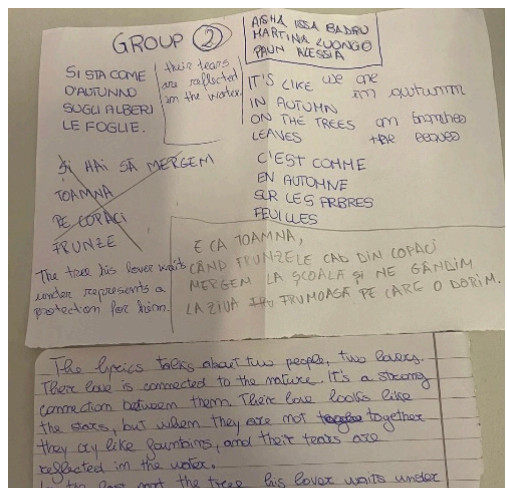 GROUP 2
AISHA ISSA BADRU
MARTINA LUONGO
PAUN ALESSIA
SI STA COME
D'AUTUNNO
SUGLI ALBERI
LE FOGLIE.
their tears
are reflected
in the water.
IT'S LIKE we are
IN AUTUMN in autumn
ON THE TREES on branches
LEAVES the
C'EST COMME
EN AUTOMNE
SUR LES ARBRES
FEUILLES
ȘI HAI SĂ MERGEM
TOAMNA
PE COPACI
FRUNZE
The tree his lover waits
under represents a
protection for him.
E CA TOAMNA,
CÂND FRUNZELE CAD DIN COPACI
MERGEM LA ȘCOALĂ ȘI NE GÂNDIM
LA ZIUA FRUMOASĂ PE CARE O DORIM.
The lyrics talks about two people, two lovers.
Their love is connected to the nature. It's a strong
connection between them. Their love looks like
the stars, but when they are not together
they cry like fountains, and their tears are
reflected in the water.
the tree his lover waits under